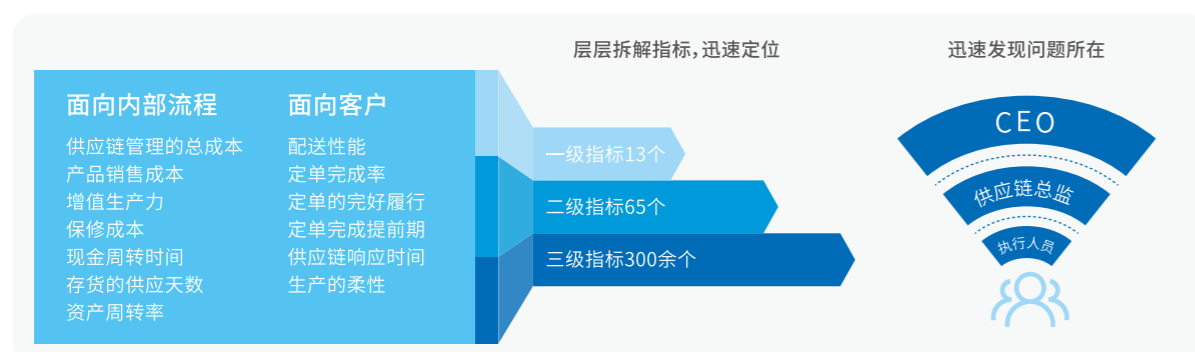 层层拆解指标,迅速定位
迅速发现问题所在
面向内部流程
供应链管理的总成本
产品销售成本
增值生产力
保修成本
现金周转时间
存货的供应天数
资产周转率
面向客户
配送性能
定单完成率
定单的完好履行
定单完成提前期
供应链响应时间
生产的柔性
一级指标13个
二级指标65个
三级指标300余个
CEO
供应链总监
执行人员